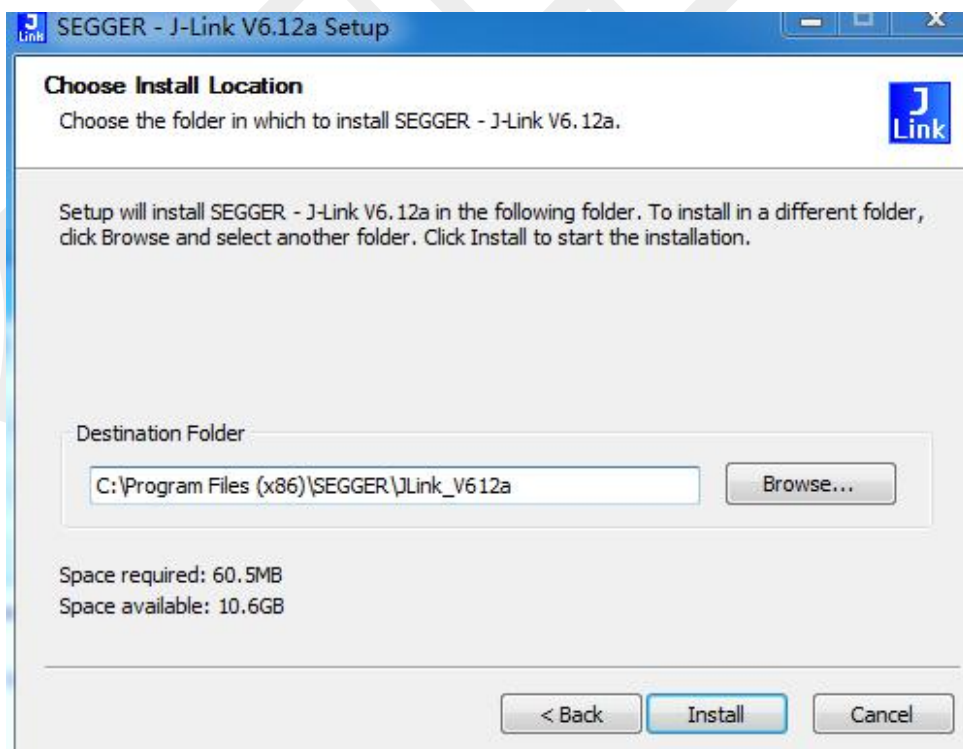 J
Link
SEGGER - J-Link V6.12a Setup
Choose Install Location
Choose the folder in which to install SEGGER - J-Link V6.12a.
J
Link
Setup will install SEGGER - J-Link V6.12a in the following folder. To install in a different folder,
click Browse and select another folder. Click Install to start the installation.
Destination Folder
C:\Program Files (x86)\SEGGER\JLink_V612a
Browse...
Space required: 60.5MB
Space available: 10.6GB
< Back
Install
Cancel